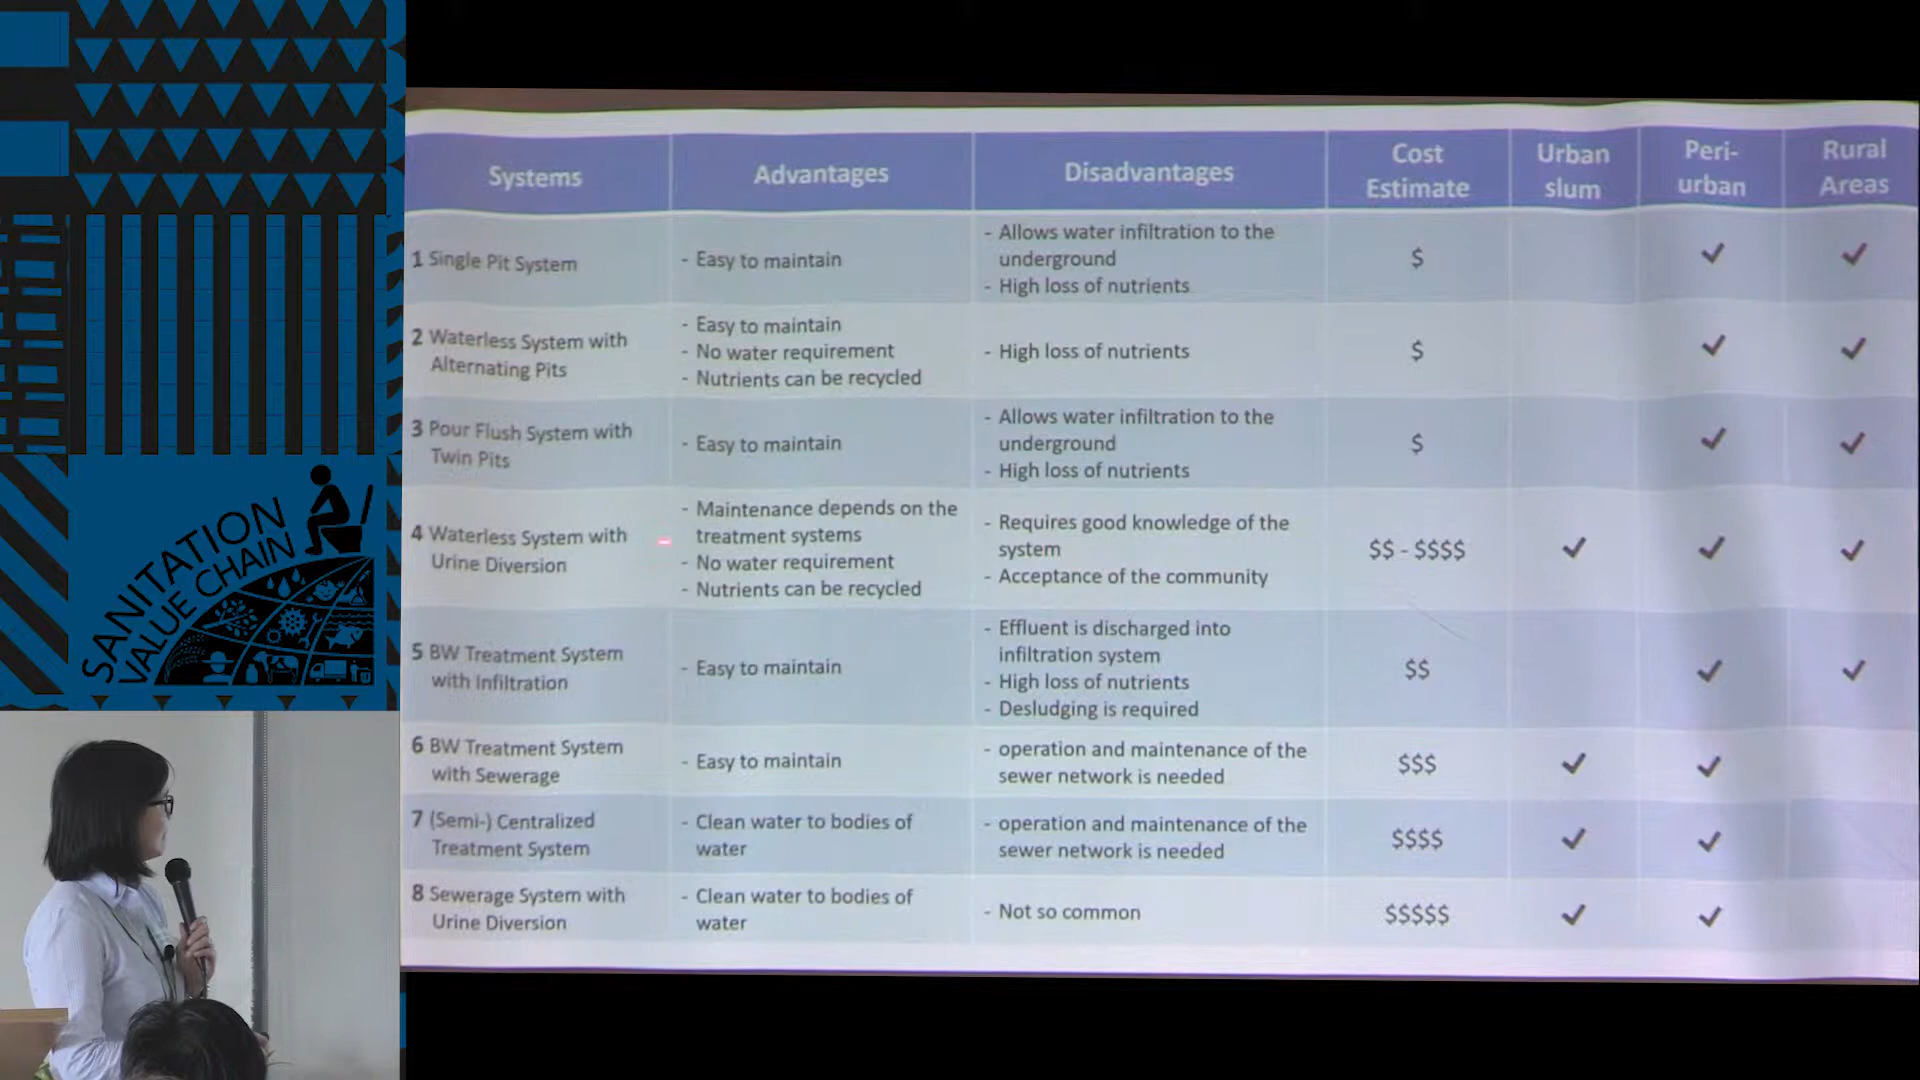 SANITATION
VALUE CHAIN
Systems
Advantages
Disadvantages
Cost
Estimate
Urban
slum
Peri-
urban
Rural
Areas
1 Single Pit System
- Easy to maintain
- Allows water infiltration to the
underground
- High loss of nutrients
$
✓
✓
2 Waterless System with
Alternating Pits
- Easy to maintain
- No water requirement
- Nutrients can be recycled
- High loss of nutrients
$
✓
✓
3 Pour Flush System with
Twin Pits
- Easy to maintain
- Allows water infiltration to the
underground
- High loss of nutrients
$
✓
✓
4 Waterless System with
Urine Diversion
- Maintenance depends on the
treatment systems
- No water requirement
- Nutrients can be recycled
- Requires good knowledge of the
system
- Acceptance of the community
$$ - $$$$
✓
✓
✓
5 BW Treatment System
with Infiltration
- Easy to maintain
- Effluent is discharged into
infiltration system
- High loss of nutrients
- Desludging is required
$$
✓
✓
6 BW Treatment System
with Sewerage
- Easy to maintain
- operation and maintenance of the
sewer network is needed
$$$
✓
✓
7 (Semi-) Centralized
Treatment System
- Clean water to bodies of
water
- operation and maintenance of the
sewer network is needed
$$$$
✓
✓
8 Sewerage System with
Urine Diversion
- Clean water to bodies of
water
- Not so common
$$$$$
✓
✓